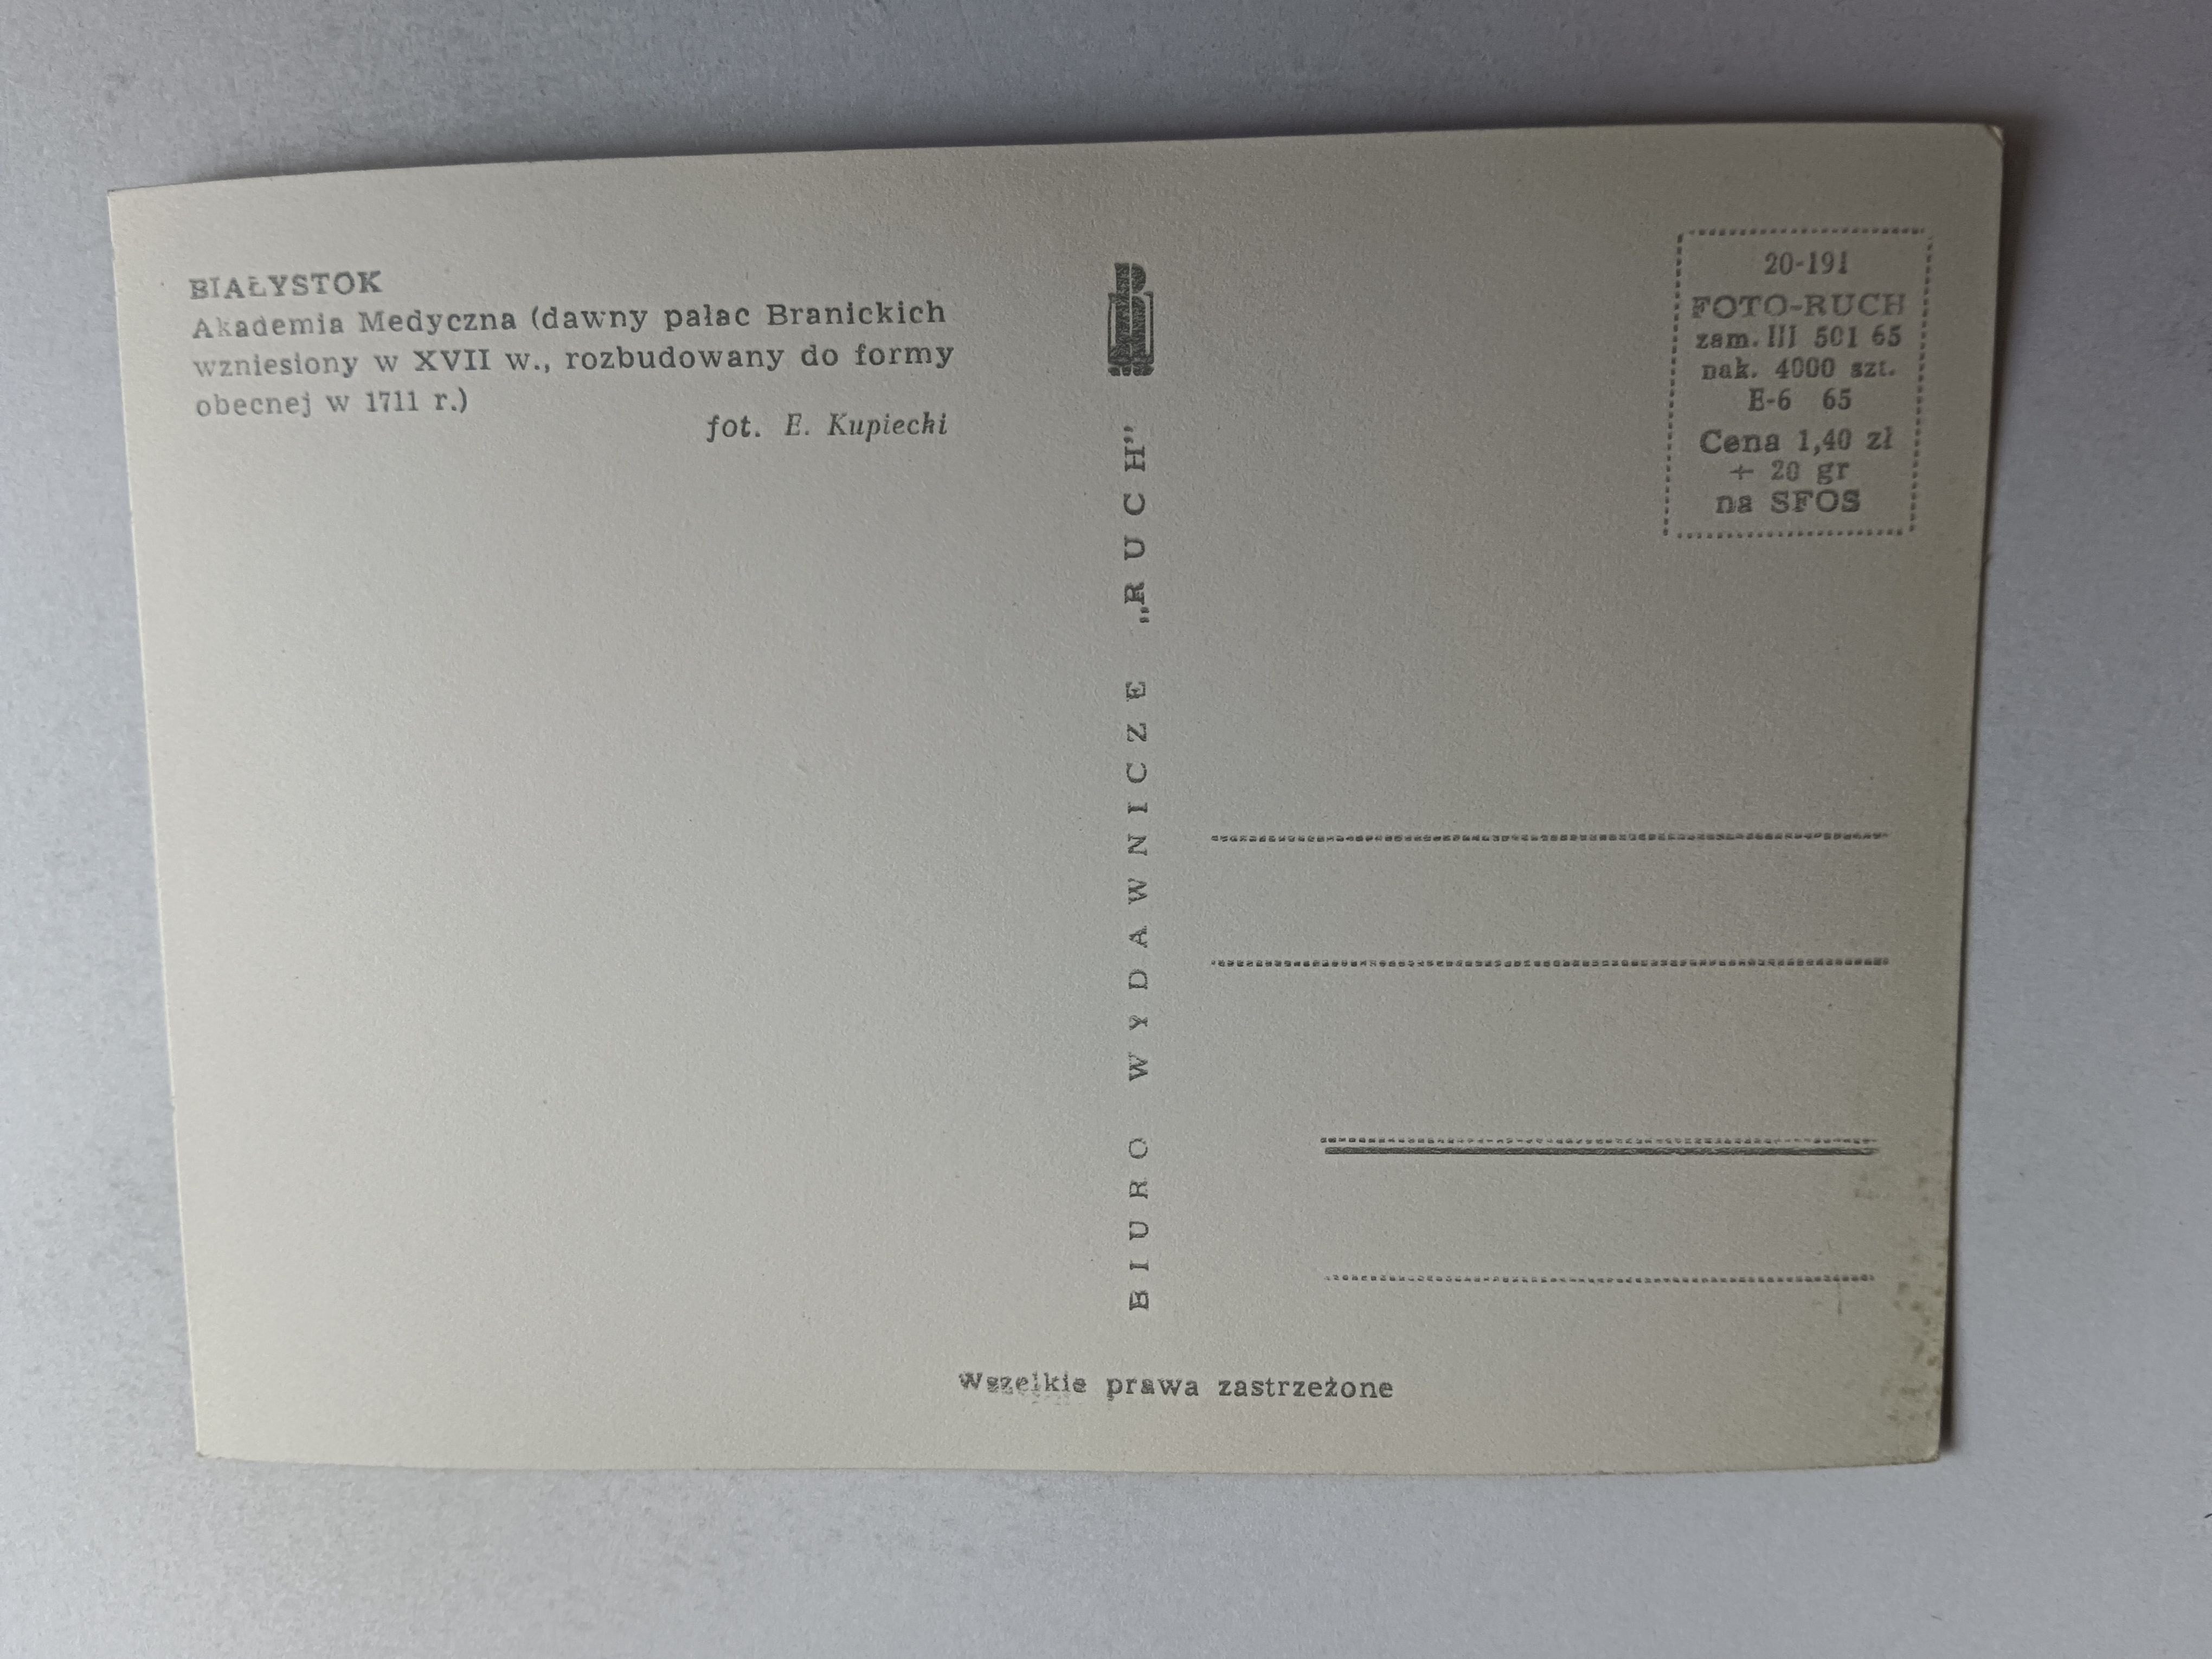 BIAŁYSTOK
Akademia Medyczna (dawny pałac Branickich
wzniesiony w XVII w., rozbudowany do formy
obecnej w 1711 r.)
fot. E. Kupiecki
BIURO WYDAWNICZE „RUCH”
20-191
FOTO-RUCH
zam. III 501 65
nak. 4000 szt.
E-6 65
Cena 1,40 zł
+ 20 gr
na SFOS
Wszelkie prawa zastrzeżone